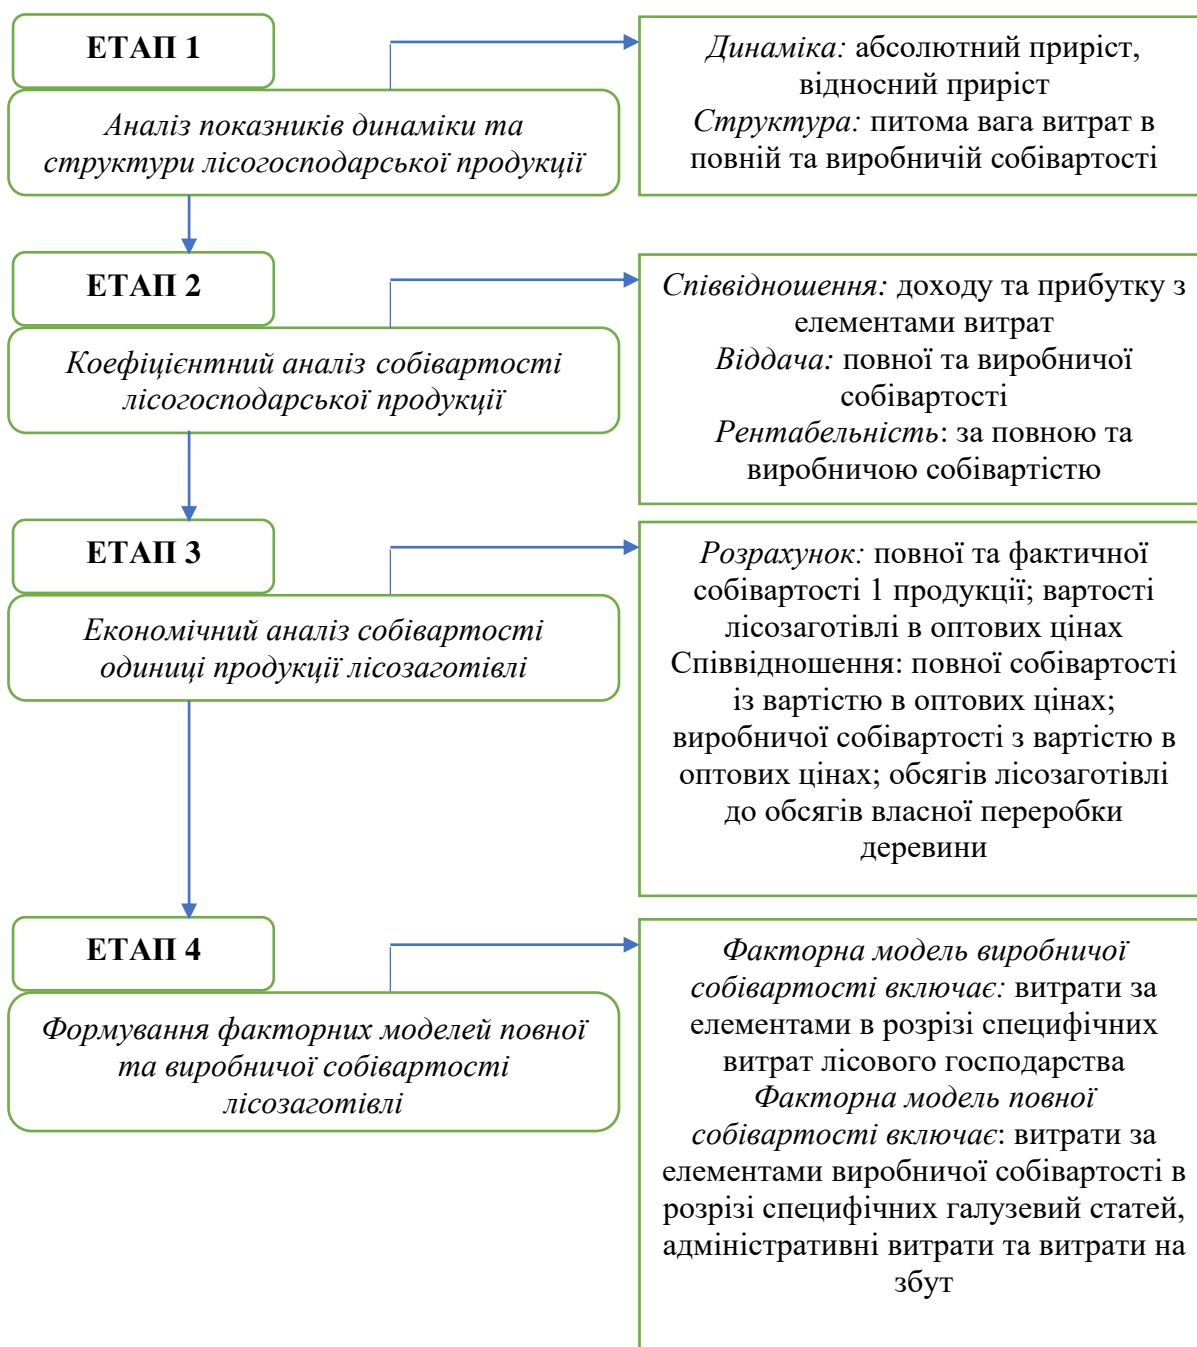 ЕТАП 1
Аналіз показників динаміки та
структури лісогосподарської продукції
Динаміка: абсолютний приріст,
відносний приріст
Структура: питома вага витрат в
повній та виробничій собівартості
ЕТАП 2
Коефіцієнтний аналіз собівартості
лісогосподарської продукції
Співвідношення: доходу та прибутку з
елементами витрат
Віддача: повної та виробничої
собівартості
Рентабельність: за повною та
виробничою собівартістю
ЕТАП 3
Економічний аналіз собівартості
одиниці продукції лісозаготівлі
Розрахунок: повної та фактичної
собівартості 1 продукції; вартості
лісозаготівлі в оптових цінах
Співвідношення: повної собівартості
із вартістю в оптових цінах;
виробничої собівартості з вартістю в
оптових цінах; обсягів лісозаготівлі
до обсягів власної переробки
деревини
ЕТАП 4
Формування факторних моделей повної
та виробничої собівартості
лісозаготівлі
Факторна модель виробничої
собівартості включає: витрати за
елементами в розрізі специфічних
витрат лісового господарства
Факторна модель повної
собівартості включає: витрати за
елементами виробничої собівартості в
розрізі специфічних галузевий статей,
адміністративні витрати та витрати на
збут